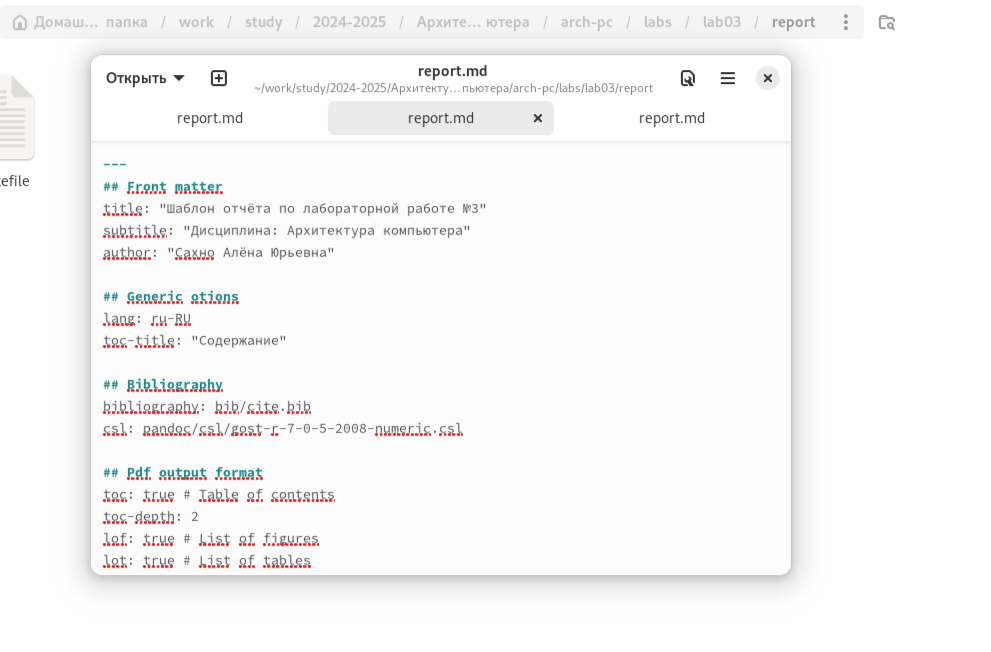 Домаш… папка / work / study / 2024-2025 / Архите… ютера / arch-pc / labs / lab03 / report
Открыть
report.md
~/work/study/2024-2025/Архитекту…пьютера/arch-pc/labs/lab03/report
report.md report.md report.md
---
## Front matter
title: "Шаблон отчёта по лабораторной работе №3"
subtitle: "Дисциплина: Архитектура компьютера"
author: "Сахно Алёна Юрьевна"
## Generic otions
lang: ru-RU
toc-title: "Содержание"
## Bibliography
bibliography: bib/cite.bib
csl: pandoc/csl/gost-r-7-0-5-2008-numeric.csl
## Pdf output format
toc: true # Table of contents
toc-depth: 2
lof: true # List of figures
lot: true # List of tables
efile